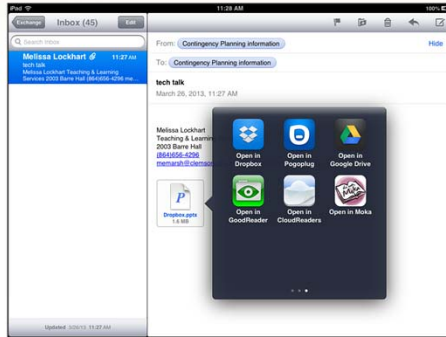 iPad
11:28 AM
100%
Exchange
Inbox (45)
Edit
Search Inbox
Melissa Lockhart
11:27 AM
tech talk
Melissa Lockhart Teaching & Learning
Services 2003 Barre Hall (864)656-4296 me...
Updated 3/26/13 11:27 AM
From: Contingency Planning information
Hide
To: Contingency Planning information
tech talk
March 26, 2013, 11:27 AM
Melissa Lockhart
Teaching & Learning
2003 Barre Hall
(864)656-4296
memarsh@clemson
P
Dropbox.pptx
1.6 MB
Open in
Dropbox
Open in
Pogoplug
Open in
Google Drive
Open in
GoodReader
Open in
CloudReaders
Moka
Open in Moka